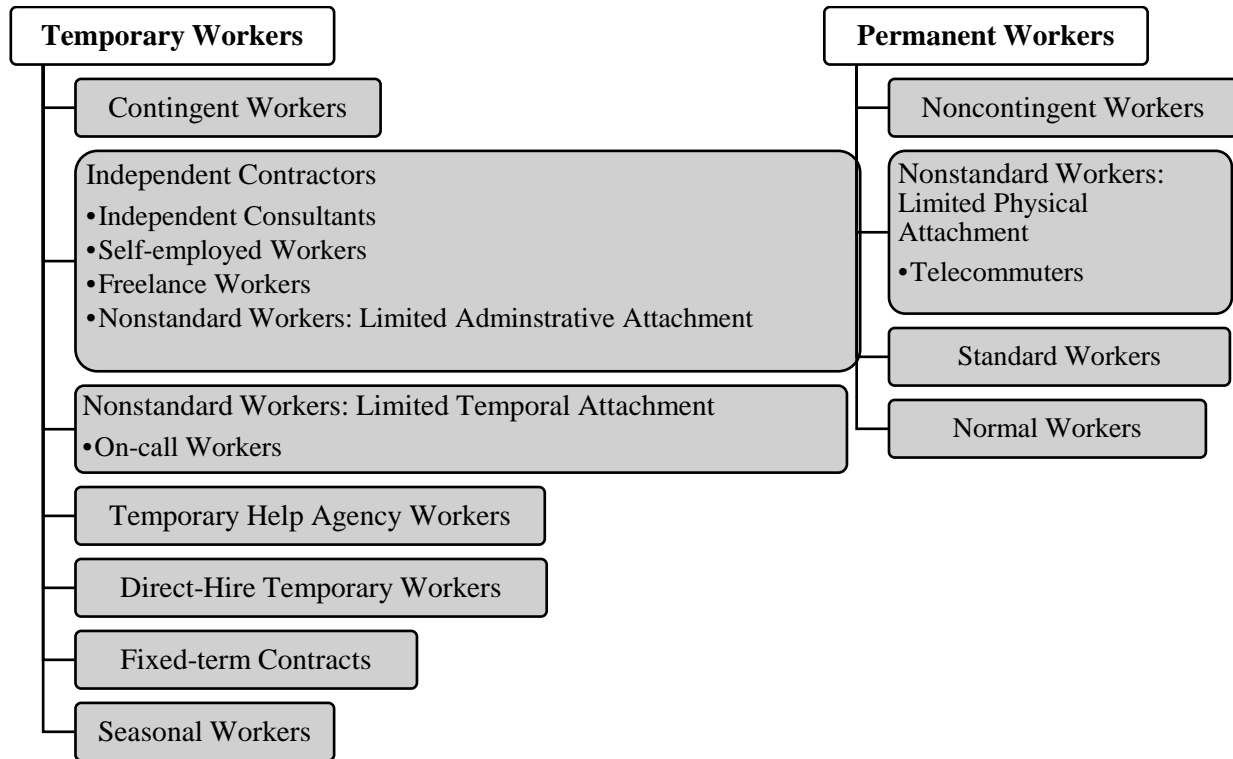 Temporary Workers
Contingent Workers
Independent Contractors
•Independent Consultants
•Self-employed Workers
•Freelance Workers
•Nonstandard Workers: Limited Adminstrative Attachment
Nonstandard Workers: Limited Temporal Attachment
•On-call Workers
Temporary Help Agency Workers
Direct-Hire Temporary Workers
Fixed-term Contracts
Seasonal Workers
Permanent Workers
Noncontingent Workers
Nonstandard Workers:
Limited Physical
Attachment
•Telecommuters
Standard Workers
Normal Workers